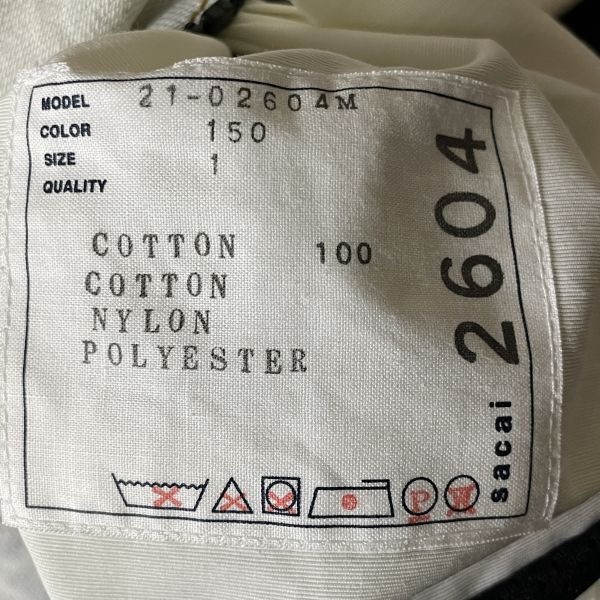 MODEL 21-02604M
COLOR 150
SIZE 1
QUALITY
COTTON 100
COTTON
NYLON
POLYESTER
sacai 2604
P W